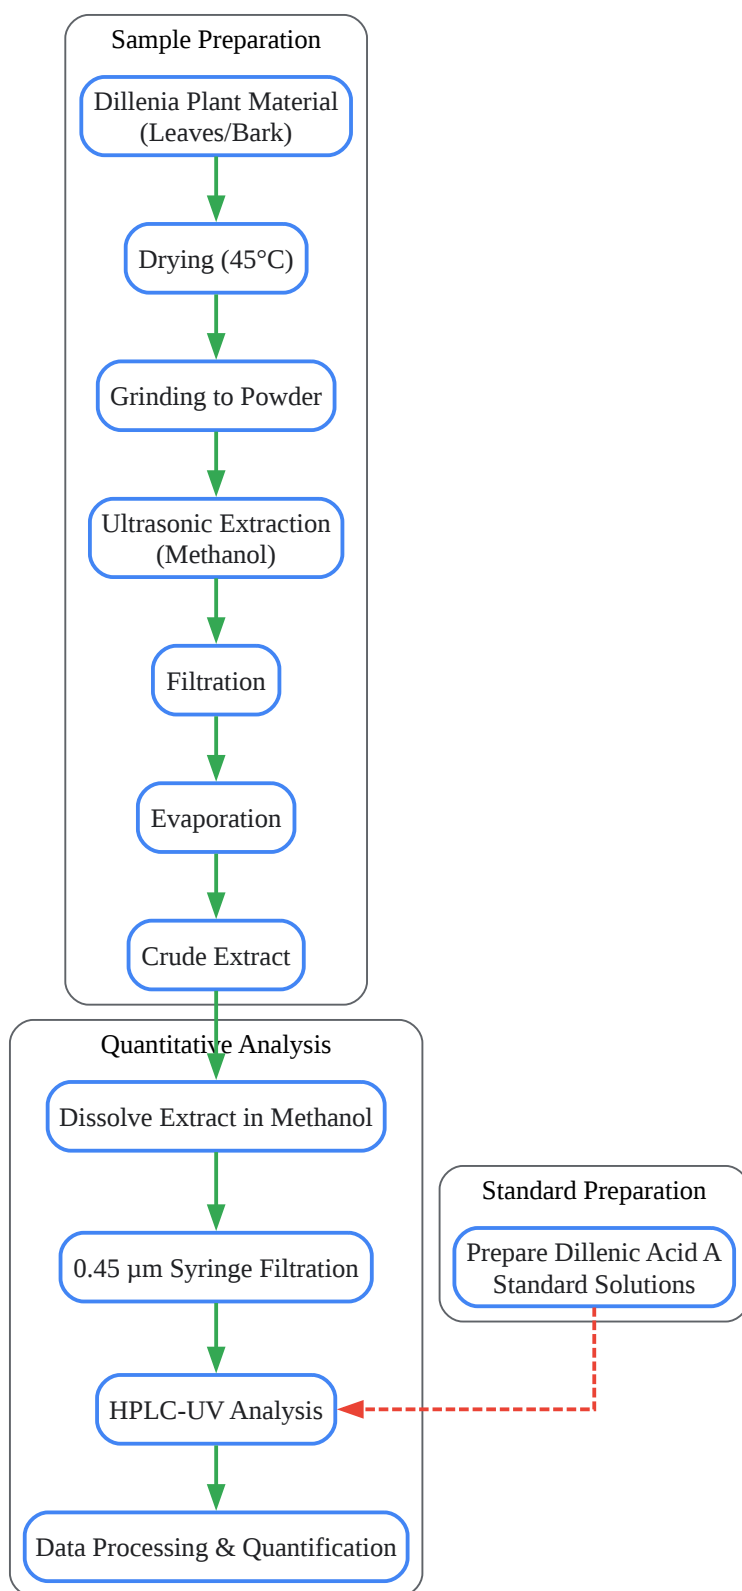 Sample Preparation
Dillenia Plant Material
(Leaves/Bark)
Drying (45°C)
Grinding to Powder
Ultrasonic Extraction
(Methanol)
Filtration
Evaporation
Crude Extract
Quantitative Analysis
Dissolve Extract in Methanol
0.45 µm Syringe Filtration
HPLC-UV Analysis
Data Processing & Quantification
Standard Preparation
Prepare Dillenic Acid A
Standard Solutions